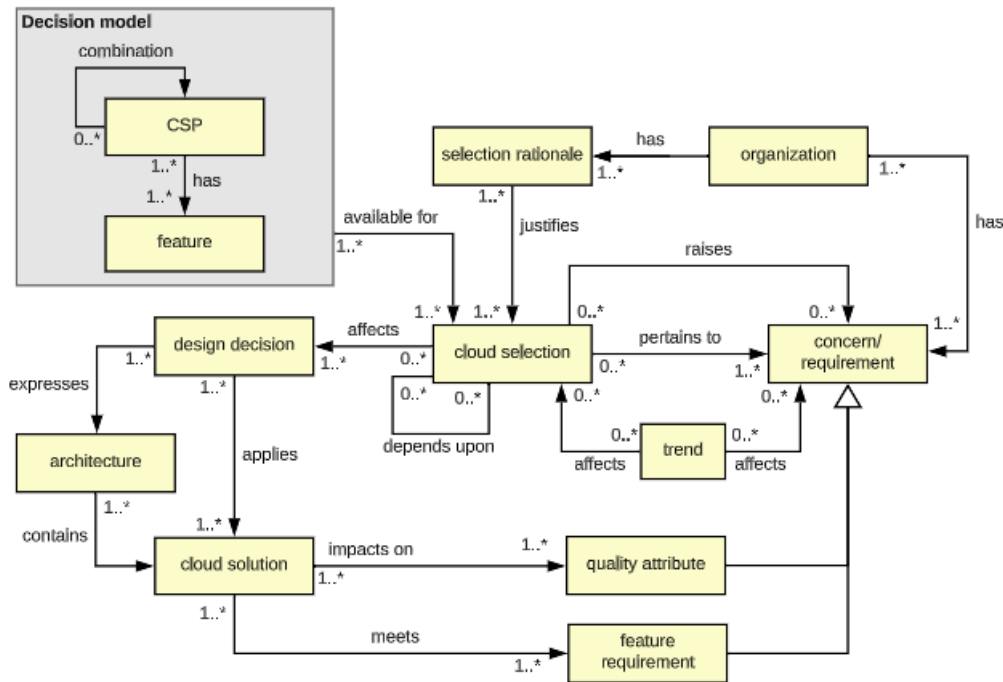 Decision model
combination
CSP
0..*
1..*
has
1..*
feature
available for
1..*
selection rationale
has
organization
1..*
1..*
1..*
justifies
has
raises
1..*
1..*
0..*
0..*
1..*
design decision
affects
cloud selection
pertains to
concern/
requirement
1..*
1..*
0..*
0..*
1..*
1..*
0..*
0..*
0..*
0..*
expresses
depends upon
0..*
0..*
trend
affects
affects
architecture
applies
1..*
contains
1..*
cloud solution
impacts on
1..*
quality attribute
1..*
1..*
meets
1..*
feature
requirement